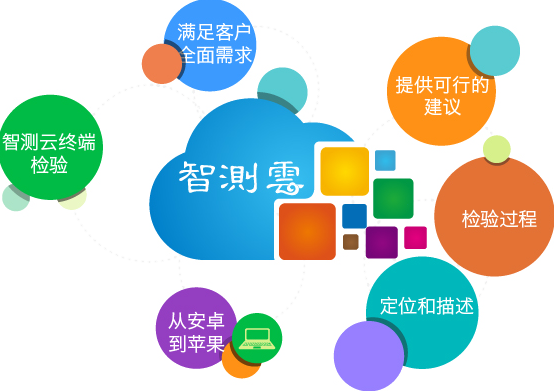 满足客户
全面需求
提供可行的
建议
智测云终端
检验
智測雲
检验过程
定位和描述
从安卓
到苹果